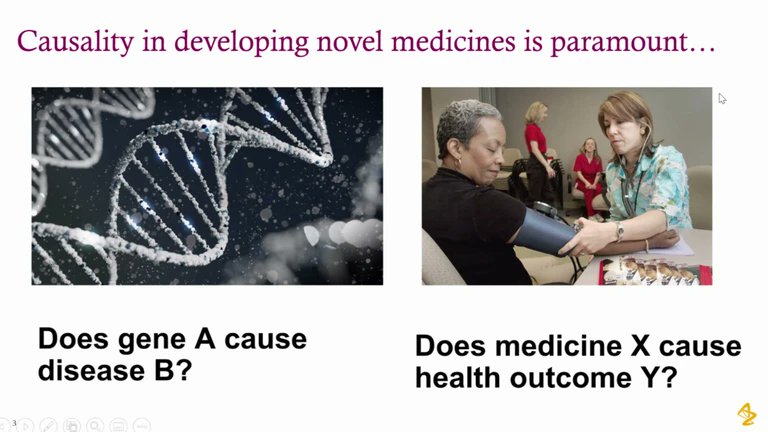 Causality in developing novel medicines is paramount…
Does gene A cause
disease B?
Does medicine X cause
health outcome Y?
3